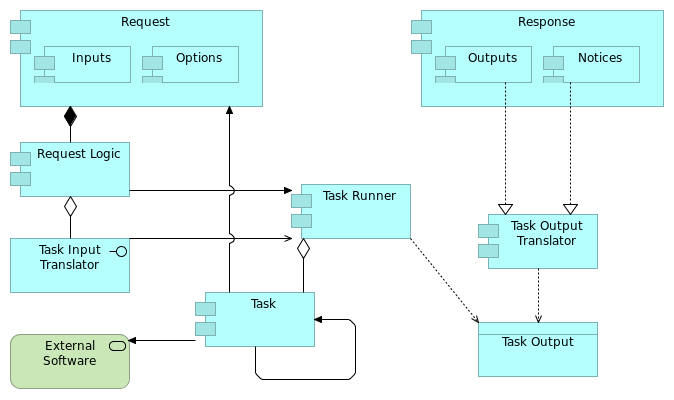 Request
Inputs
Options
Response
Outputs
Notices
Request Logic
Task Runner
Task Input
Translator
Task Output
Translator
Task
External
Software
Task Output